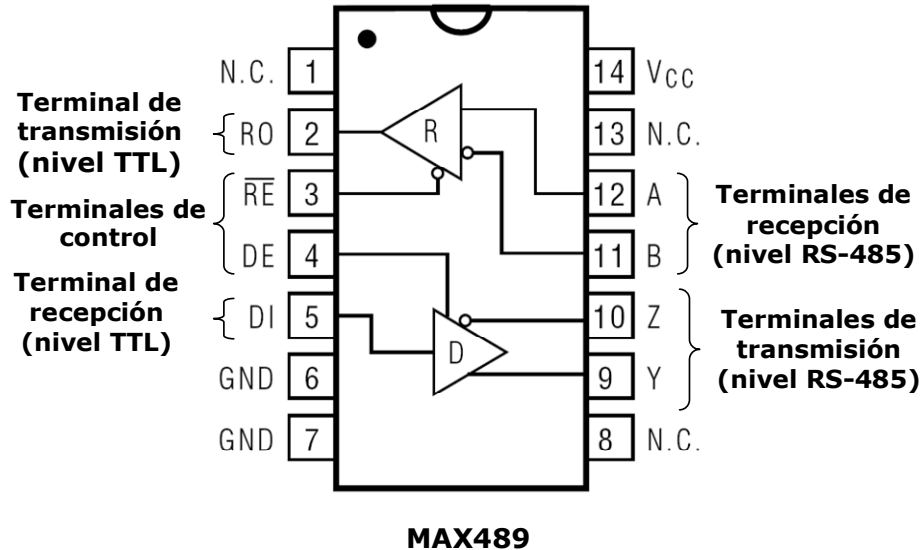 N.C. 1
Terminal de
transmisión
(nivel TTL)
RO 2
RE 3
Terminales de
control
DE 4
Terminal de
recepción
(nivel TTL)
DI 5
GND 6
GND 7
R
D
14 VCC
13 N.C.
12 A
11 B
Terminales de
recepción
(nivel RS-485)
10 Z
9 Y
Terminales de
transmisión
(nivel RS-485)
8 N.C.
MAX489